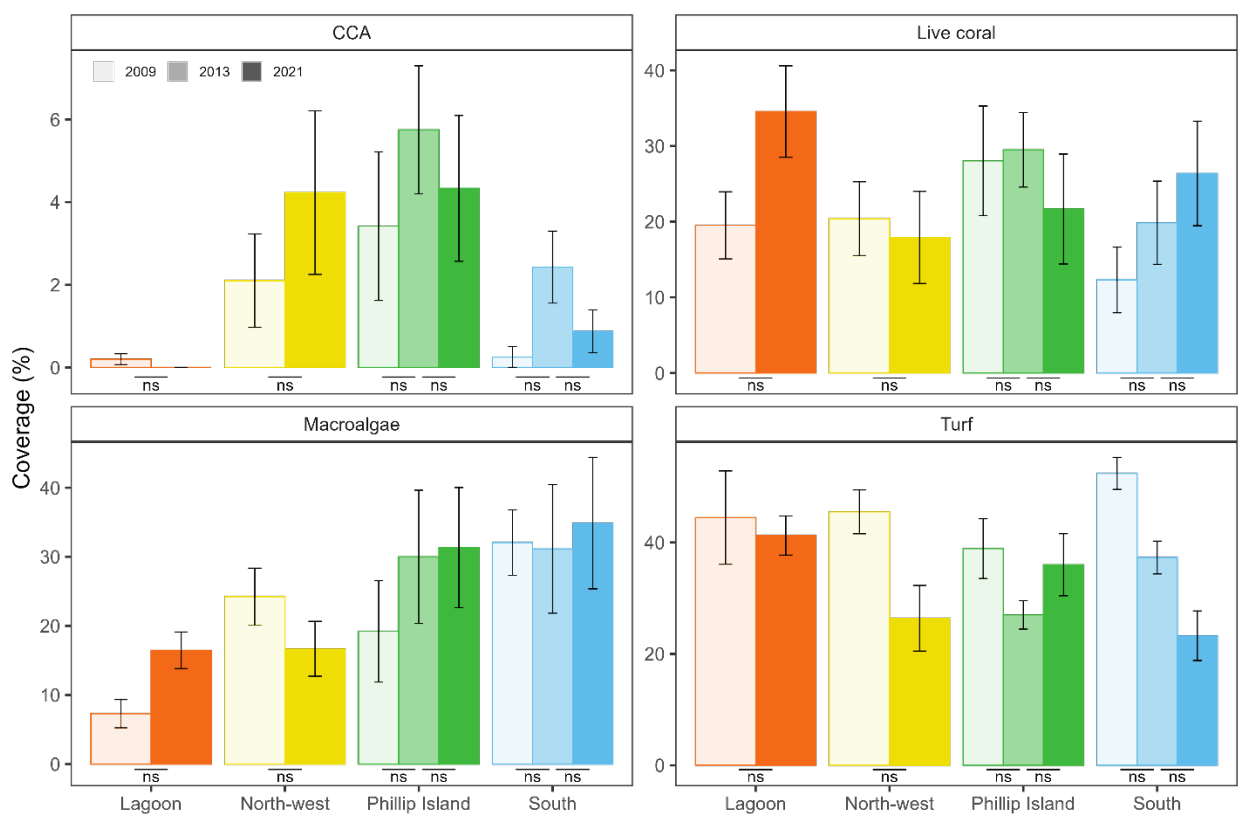 CCA
Live coral
2009 2013 2021
Coverage (%)
6
4
2
0
ns ns ns ns ns ns
40
30
20
10
0
ns ns ns ns ns ns
Macroalgae
Turf
40
30
20
10
0
ns ns ns ns ns ns
Lagoon North-west Phillip Island South
40
20
0
ns ns ns ns ns ns
Lagoon North-west Phillip Island South